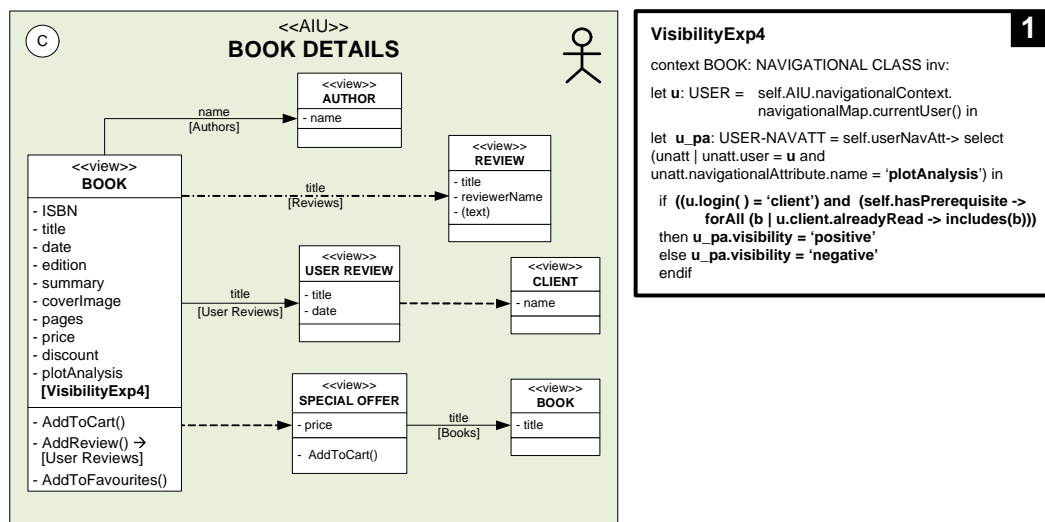 C
<<AIU>>
BOOK DETAILS
<<view>>
AUTHOR
- name
name
[Authors]
<<view>>
BOOK
- ISBN
- title
- date
- edition
- summary
- coverImage
- pages
- price
- discount
- plotAnalysis
[VisibilityExp4]
- AddToCart()
- AddReview() →
[User Reviews]
- AddToFavourites()
title
[Reviews]
<<view>>
REVIEW
- title
- reviewerName
- (text)
title
[User Reviews]
<<view>>
USER REVIEW
- title
- date
<<view>>
CLIENT
- name
<<view>>
SPECIAL OFFER
- price
- AddToCart()
title
[Books]
<<view>>
BOOK
- title
1
VisibilityExp4
context BOOK: NAVIGATIONAL CLASS inv:
let u: USER = self.AIU.navigationalContext.
navigationalMap.currentUser() in
let u_pa: USER-NAVATT = self.userNavAtt-> select
(unatt | unatt.user = u and
unatt.navigationalAttribute.name = ‘plotAnalysis’) in
if ((u.login( ) = ‘client’) and (self.hasPrerequisite ->
forAll (b | u.client.alreadyRead -> includes(b)))
then u_pa.visibility = ‘positive’
else u_pa.visibility = ‘negative’
endif